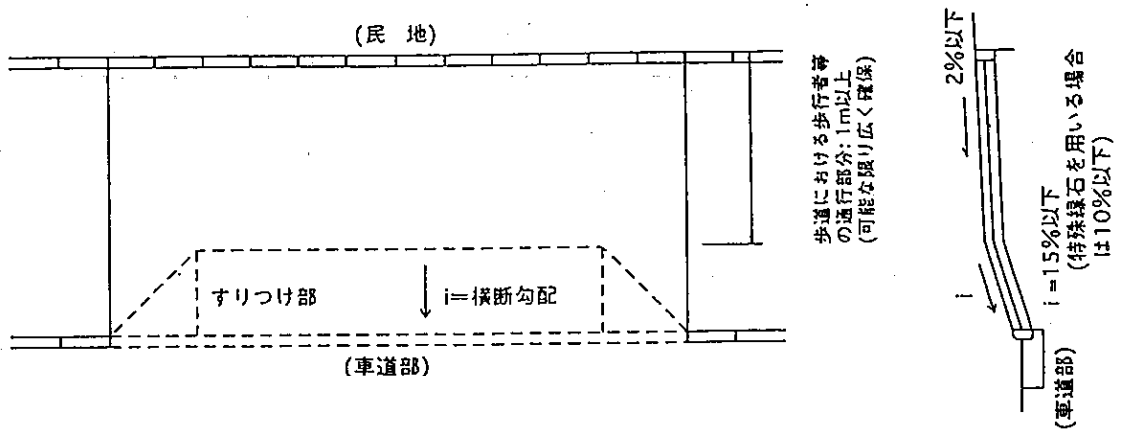 (民 地)
すりつけ部
i=横断勾配
(車道部)
歩道における歩行者等
の通行部分:1m以上
(可能な限り広く確保)
2%以下
i
i=15%以下
(特殊縁石を用いる場合
は10%以下)
(車道部)